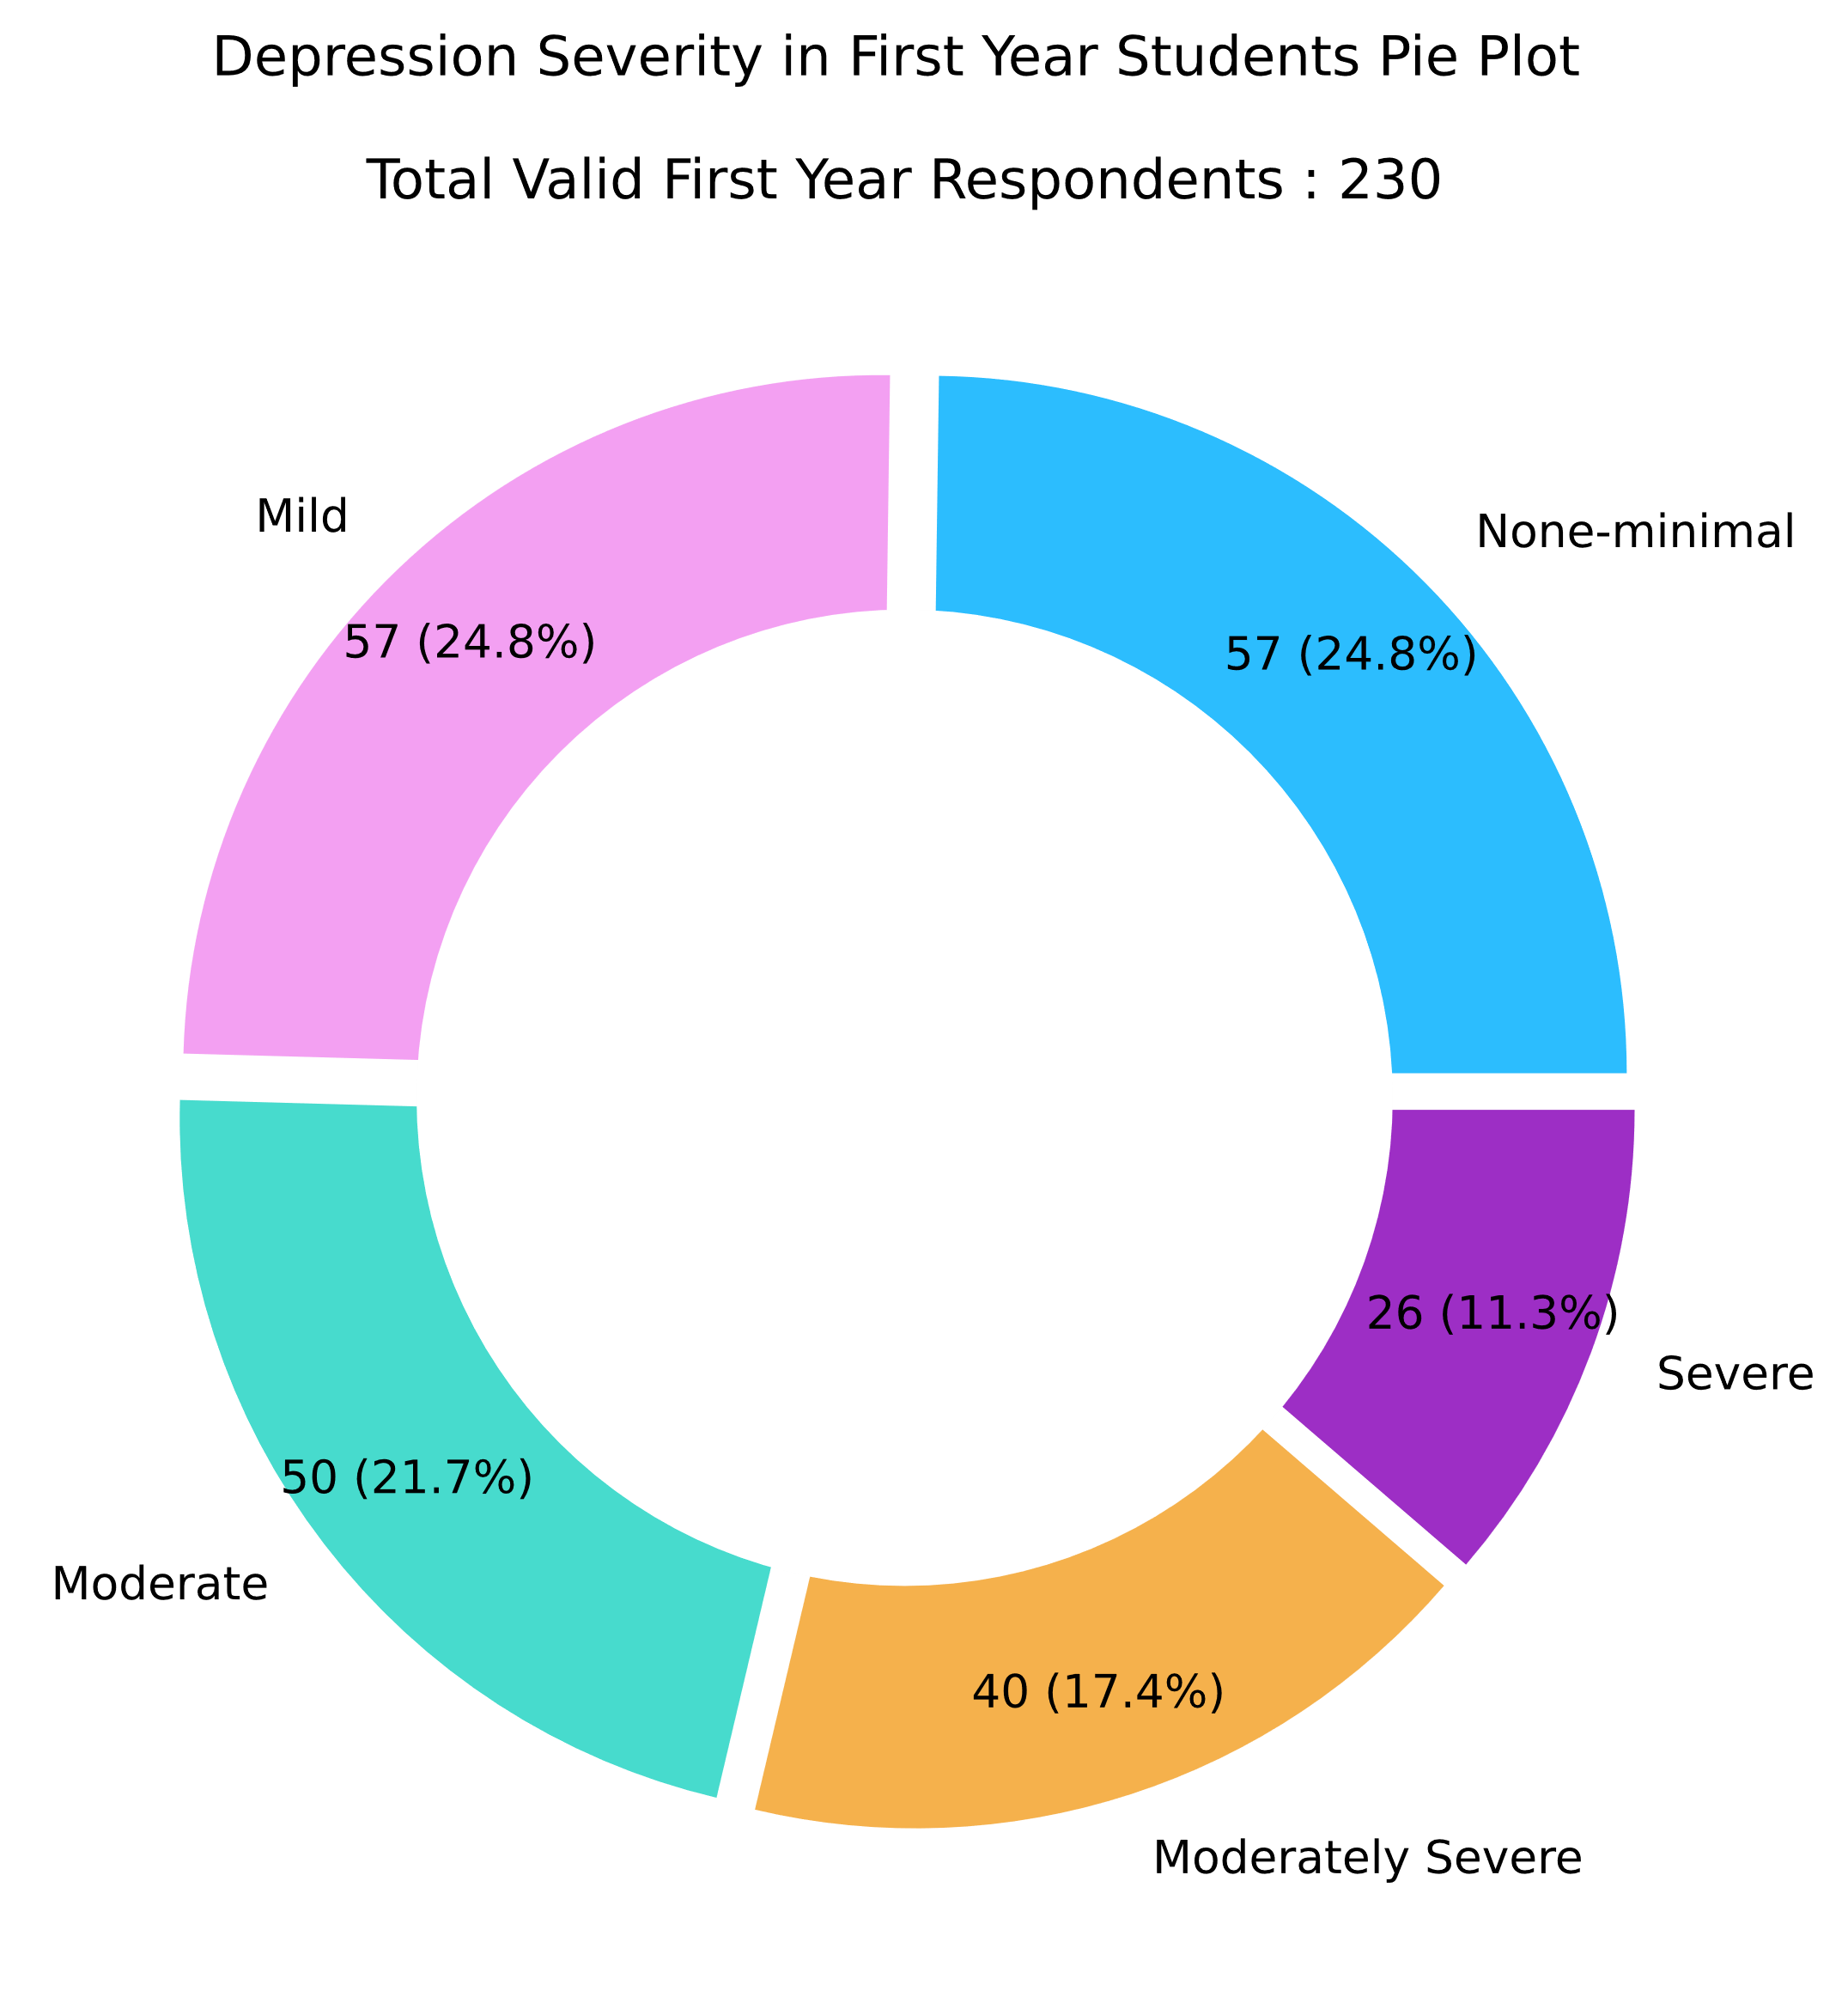 Depression Severity in First Year Students Pie Plot
Total Valid First Year Respondents : 230
Mild
None-minimal
57 (24.8%)
57 (24.8%)
26 (11.3%)
Severe
50 (21.7%)
Moderate
40 (17.4%)
Moderately Severe